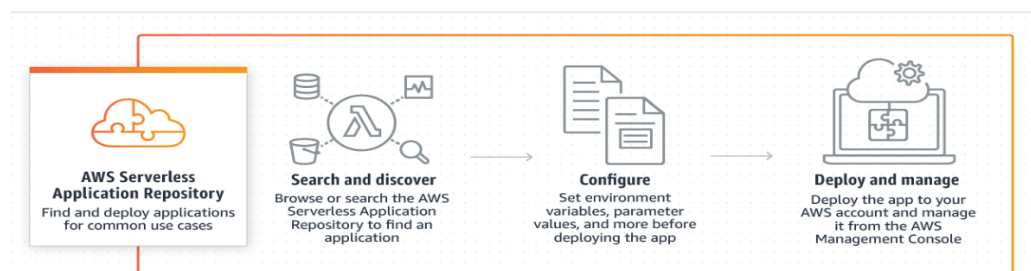 AWS Serverless
Application Repository
Find and deploy applications
for common use cases
Search and discover
Browse or search the AWS
Serverless Application
Repository to find an
application
Configure
Set environment
variables, parameter
values, and more before
deploying the app
Deploy and manage
Deploy the app to your
AWS account and manage
it from the AWS
Management Console